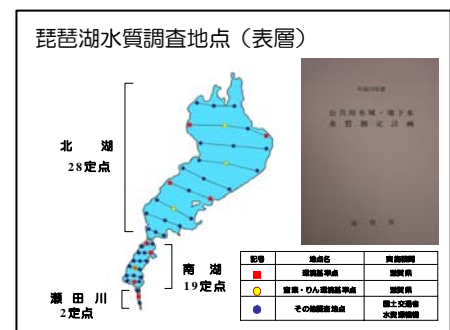 琵琶湖水質調査地点（表層）
北 湖
28定点
南 湖
19定点
瀬 田 川
2定点
公共用水域・地下水
水質測定計画
記号 地点名 実施機関
環境基準点 滋賀県
窒素・りん環境基準点 滋賀県
その他調査地点 国土交通省
水資源機構